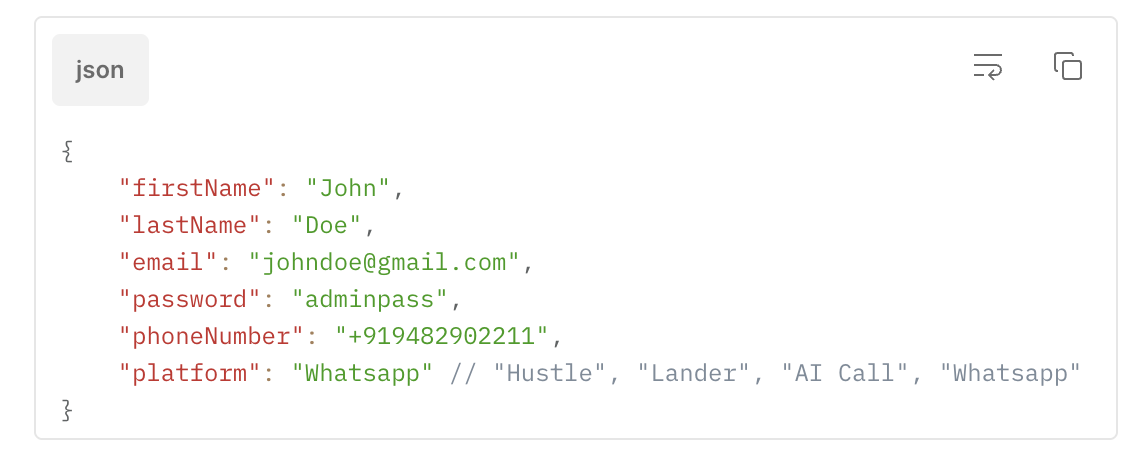 json
{
    "firstName": "John",
    "lastName": "Doe",
    "email": "johndoe@gmail.com",
    "password": "adminpass",
    "phoneNumber": "+919482902211",
    "platform": "Whatsapp" // "Hustle", "Lander", "AI Call", "Whatsapp"
}